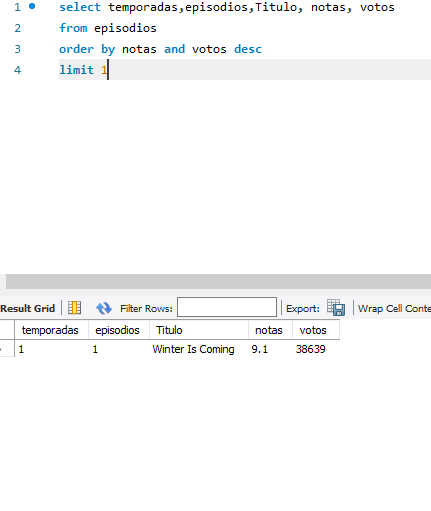 1 select temporadas,episodios,Titulo, notas, votos
2 from episodios
3 order by notas and votos desc
4 limit 1
Result Grid Filter Rows: Export: Wrap Cell Conte
temporadas episodios Titulo notas votos
1 1 Winter Is Coming 9.1 38639